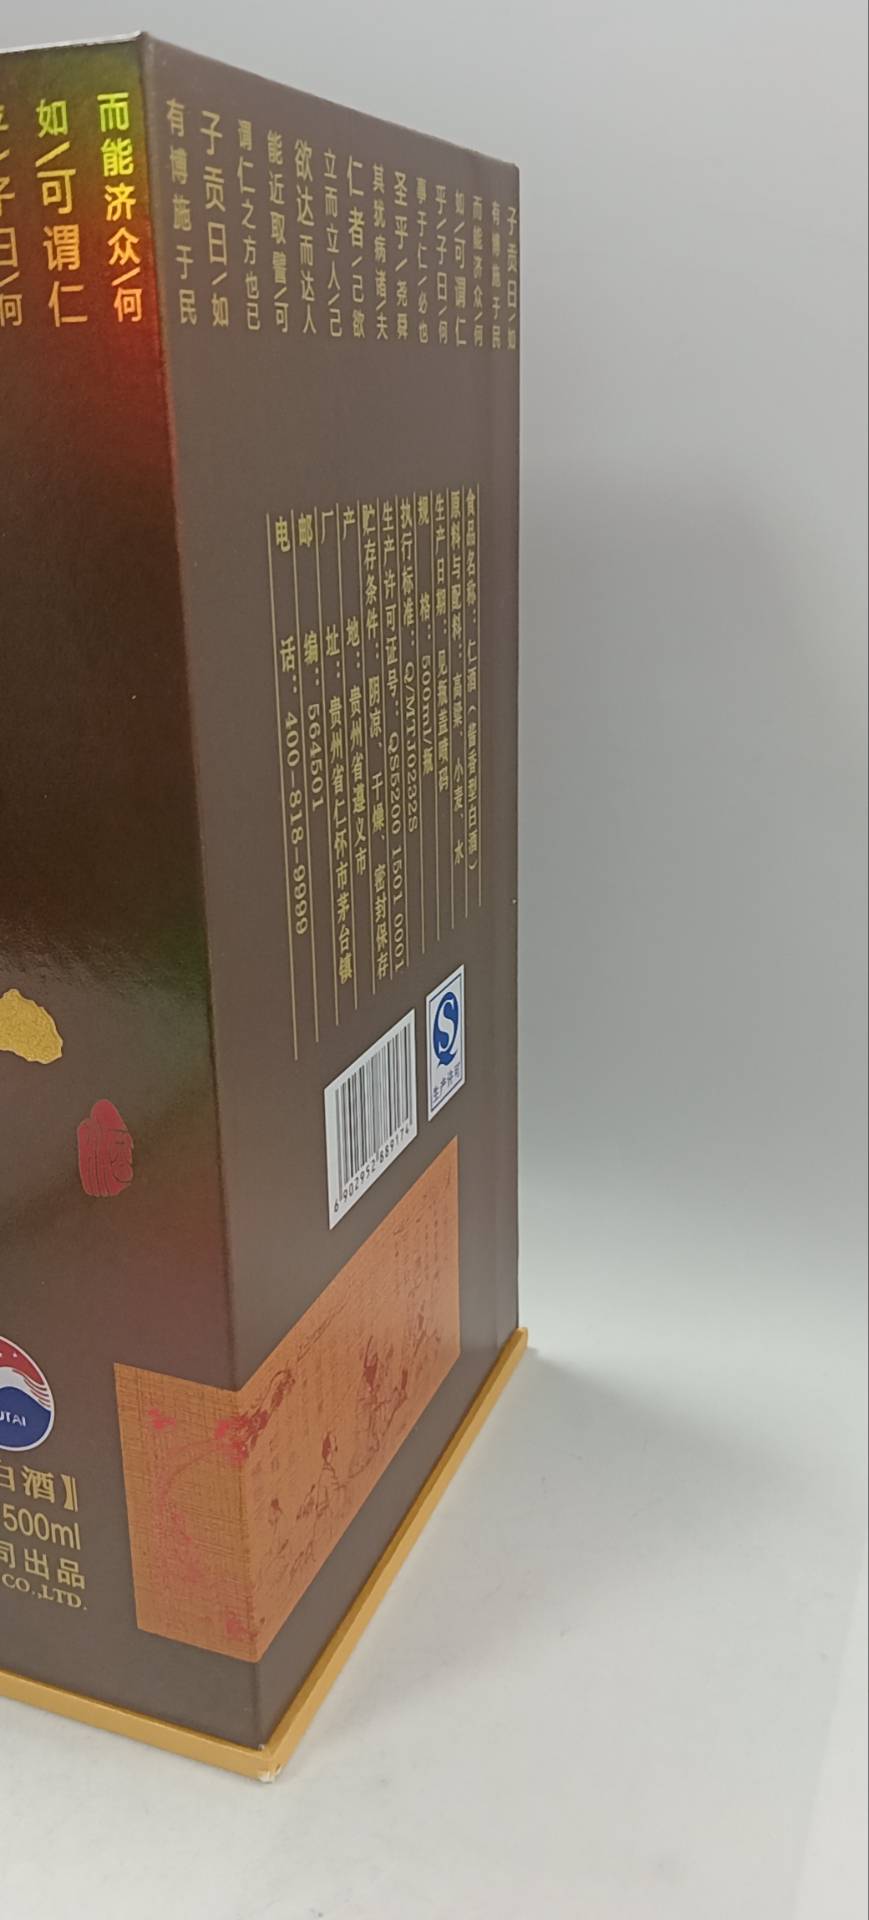 子贡曰\如
有博施于民
而能济众\何
如\可谓仁
乎\子曰\何
事于仁\必也
圣乎\尧舜
其犹病诸\夫
仁者\己欲
立而立人\己
欲达而达人
能近取譬\可
谓仁之方也已
子贡曰\如
有博施于民
而能济众\何
如\可谓仁
子曰\何
食品名称：仁酒（酱香型白酒）
原料与配料：高粱、小麦、水
生产日期：见瓶盖喷码
规格：500ml/瓶
执行标准：Q/MTJ0232S
生产许可证号：QS5200 1501 0001
贮存条件：阴凉、干燥、密封保存
产地：贵州省遵义市
厂址：贵州省仁怀市茅台镇
邮编：564501
电话：400-818-9999
生产许可
6 902952 889174
UTAI
白酒】
500ml
司出品
CO.,LTD.